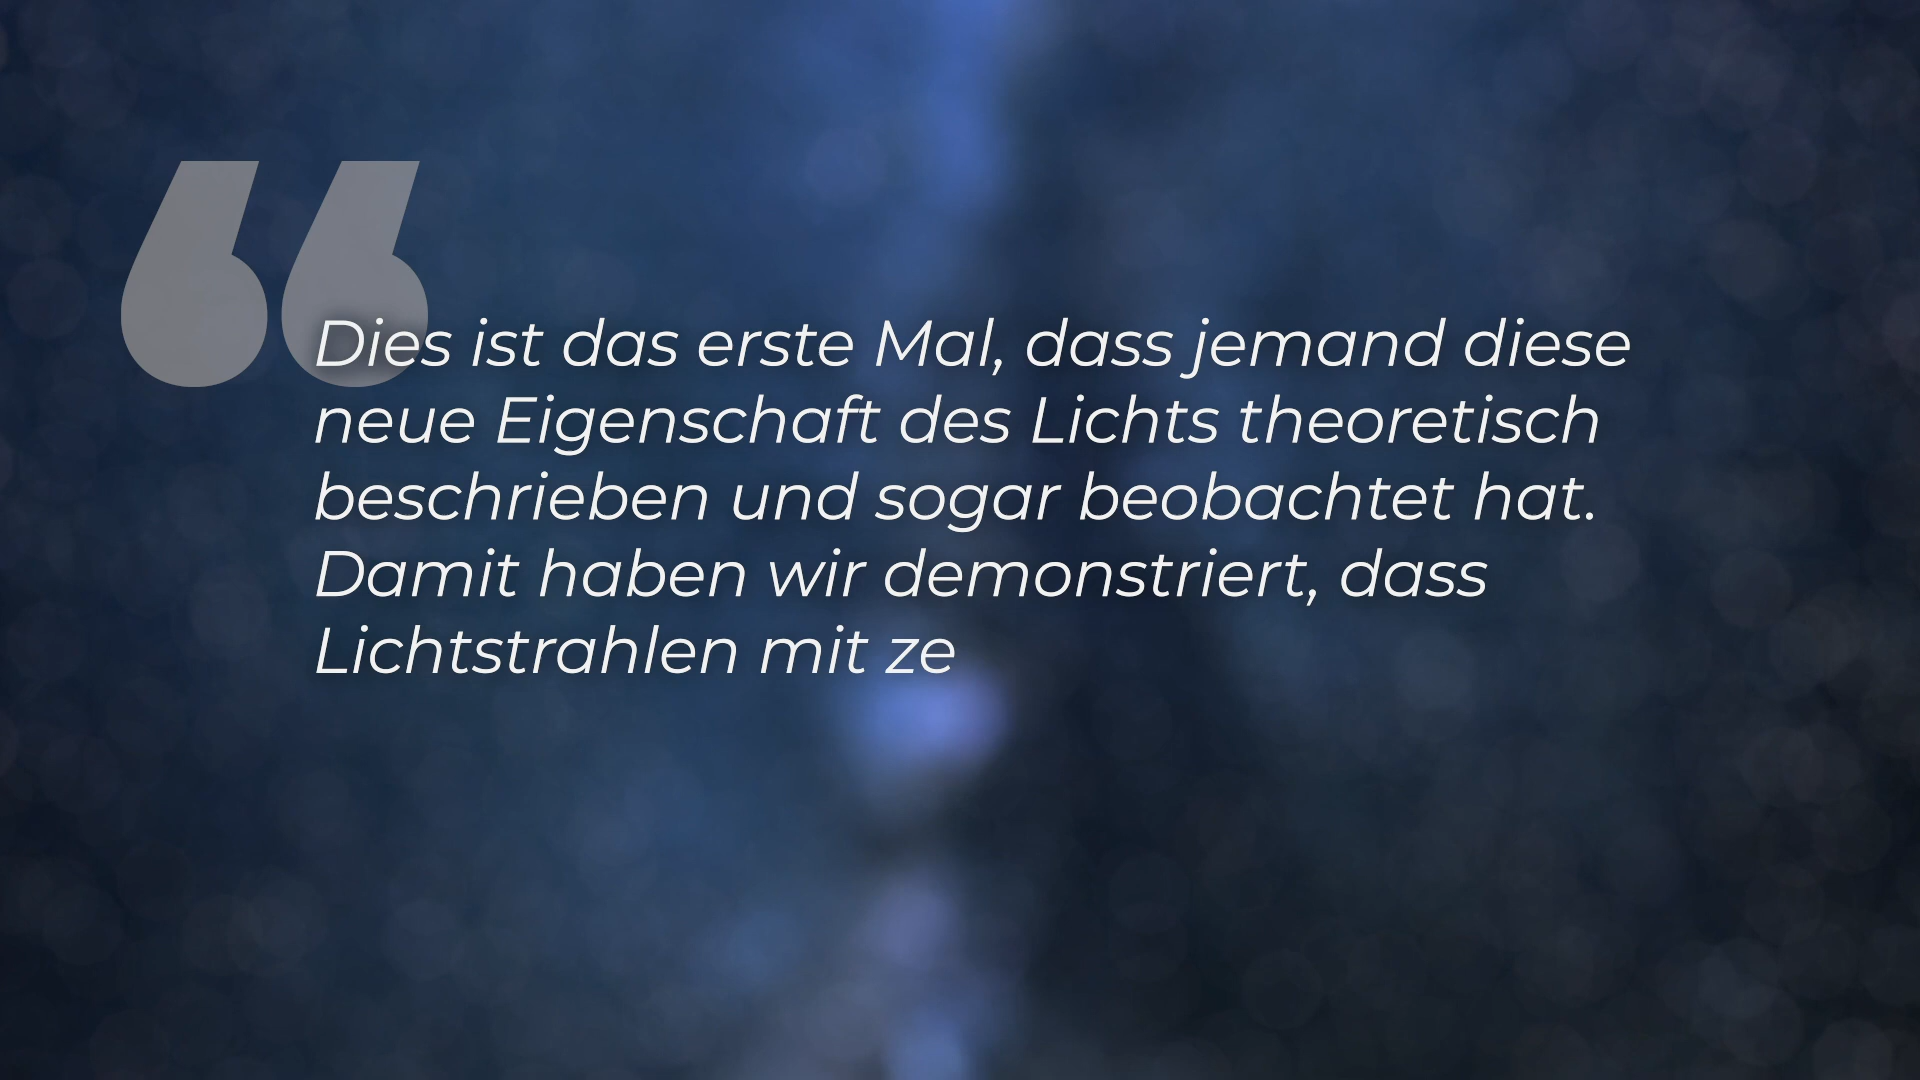 “
Dies ist das erste Mal, dass jemand diese
neue Eigenschaft des Lichts theoretisch
beschrieben und sogar beobachtet hat.
Damit haben wir demonstriert, dass
Lichtstrahlen mit ze